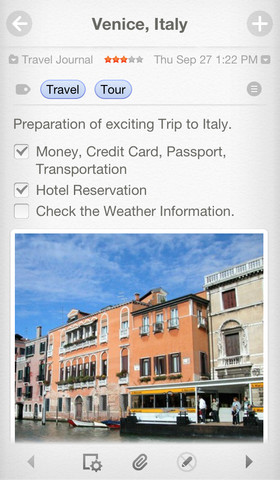 Venice, Italy
Travel Journal Thu Sep 27 1:22 PM
Travel Tour
Preparation of exciting Trip to Italy.
Money, Credit Card, Passport,
Transportation
Hotel Reservation
Check the Weather Information.